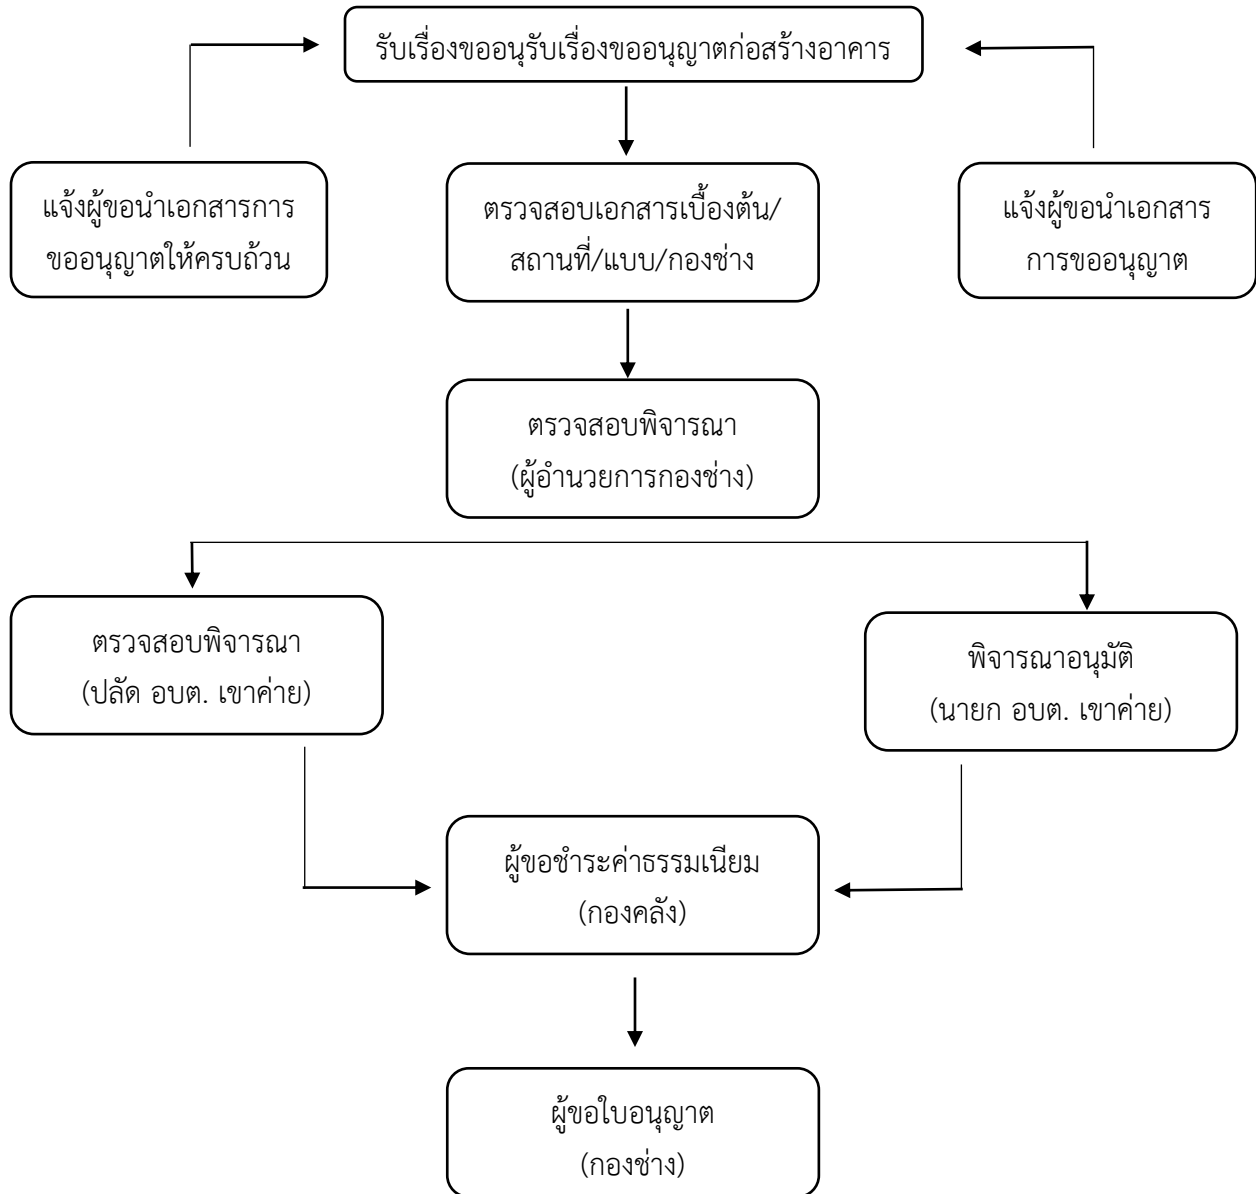 รับเรื่องขออนุรับเรื่องขออนุญาตก่อสร้างอาคาร
แจ้งผู้ขอนำเอกสารการ
ขออนุญาตให้ครบถ้วน
ตรวจสอบเอกสารเบื้องต้น/
สถานที่/แบบ/กองช่าง
แจ้งผู้ขอนำเอกสาร
การขออนุญาต
ตรวจสอบพิจารณา
(ผู้อำนวยการกองช่าง)
ตรวจสอบพิจารณา
(ปลัด อบต. เขาค่าย)
พิจารณาอนุมัติ
(นายก อบต. เขาค่าย)
ผู้ขอชำระค่าธรรมเนียม
(กองคลัง)
ผู้ขอใบอนุญาต
(กองช่าง)